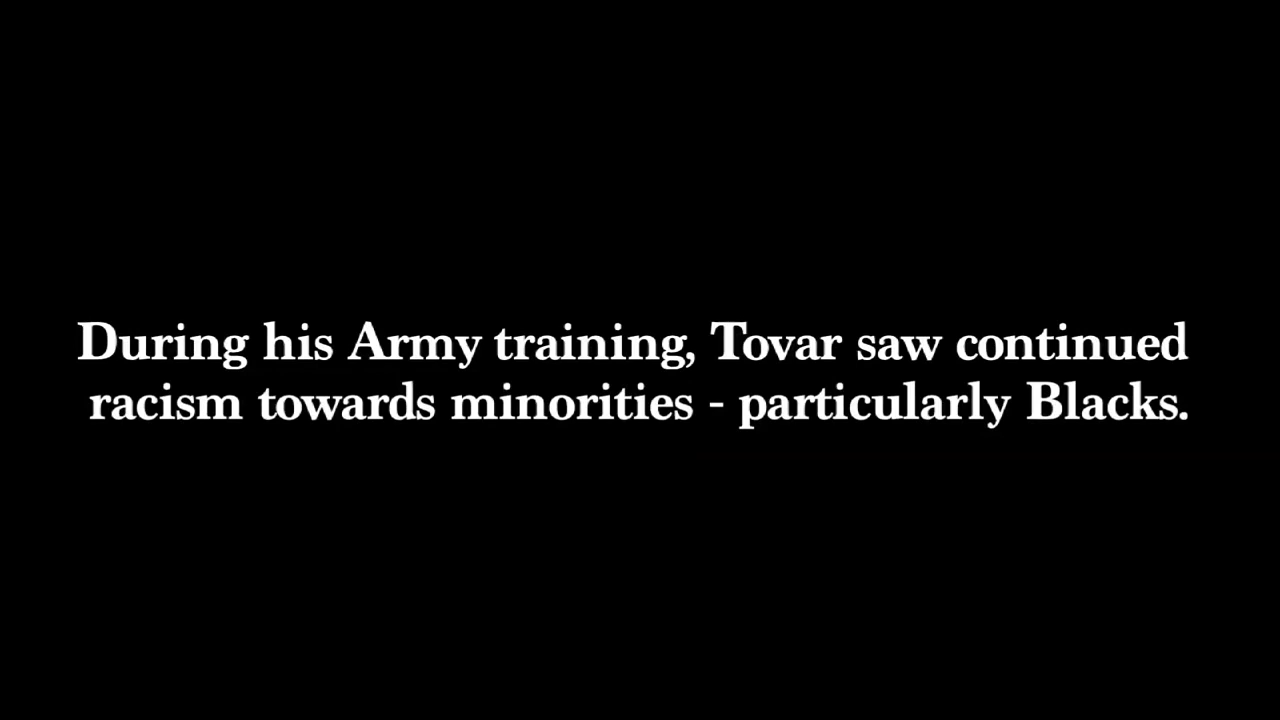 During his Army training, Tovar saw continued
racism towards minorities - particularly Blacks.